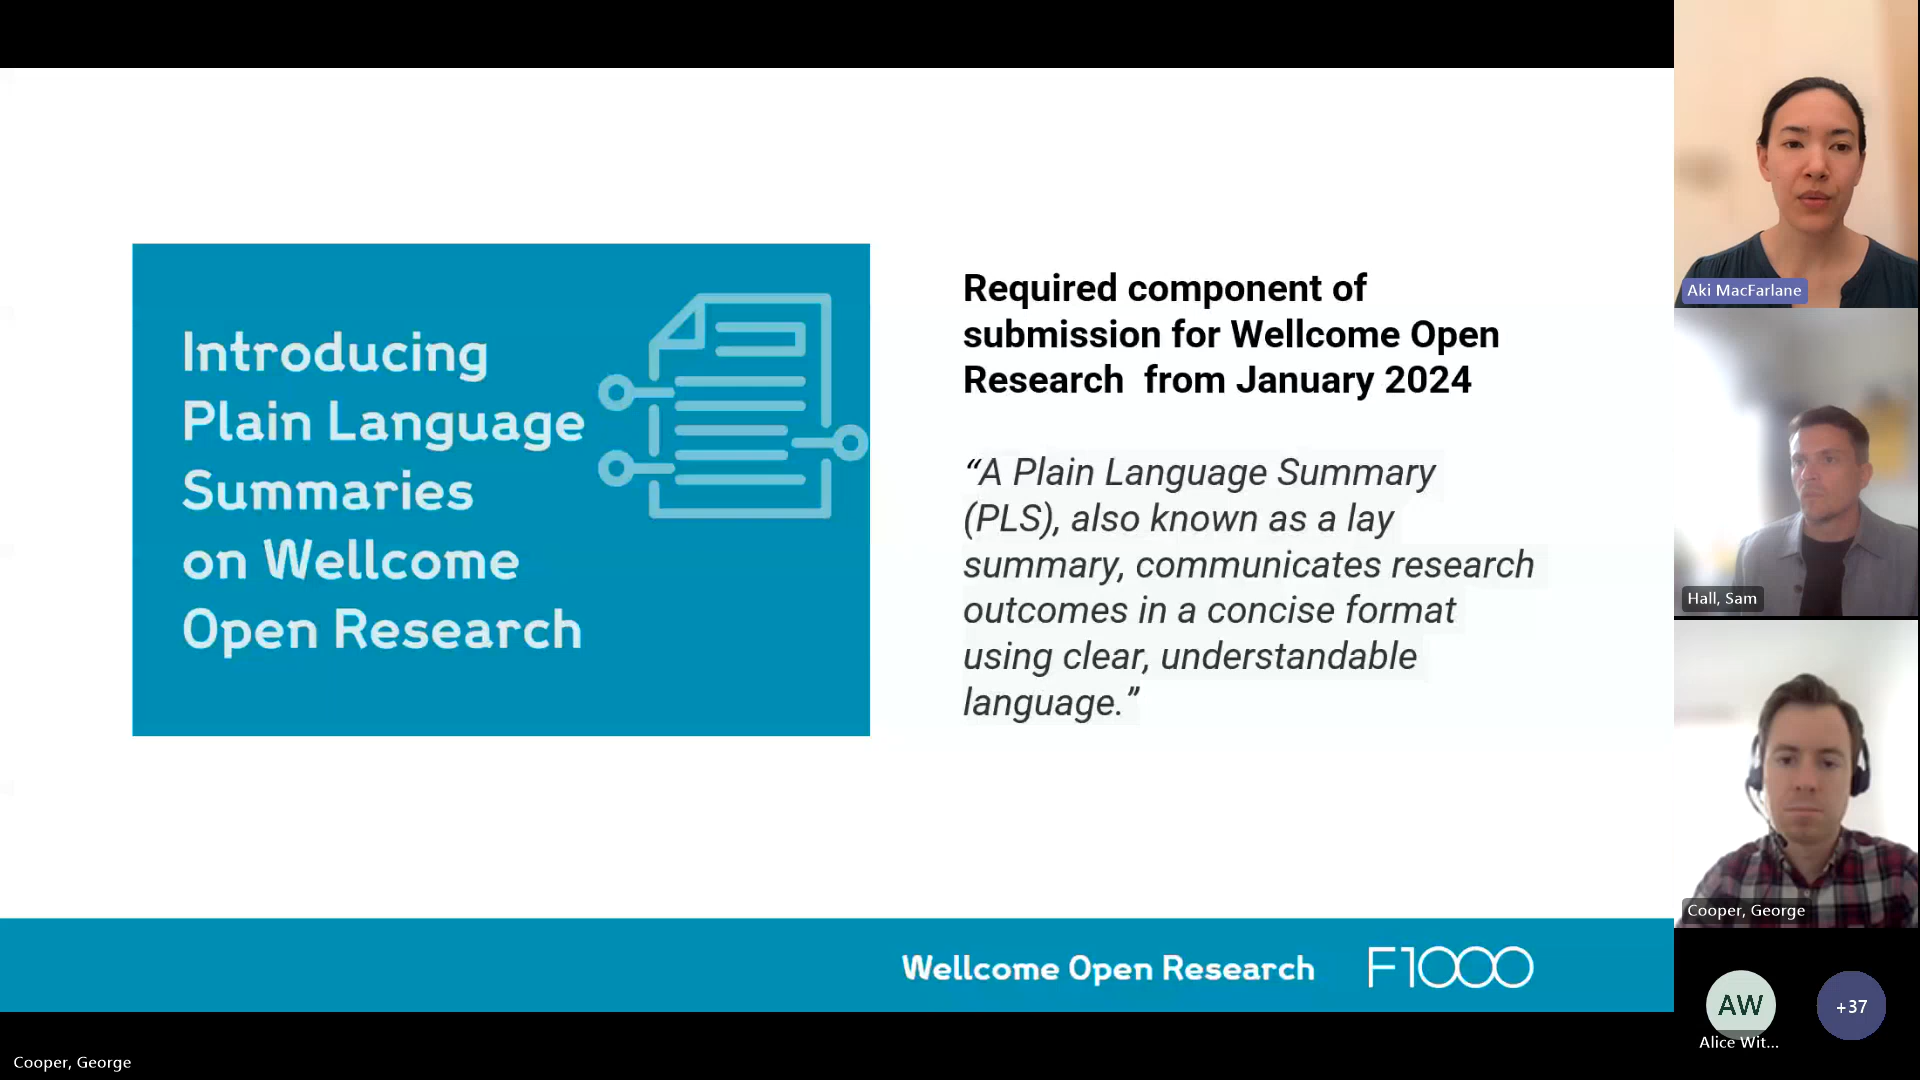 Introducing
Plain Language
Summaries
on Wellcome
Open Research
Required component of
submission for Wellcome Open
Research  from January 2024
“A Plain Language Summary
(PLS), also known as a lay
summary, communicates research
outcomes in a concise format
using clear, understandable
language.”
Wellcome Open Research
F1000
Cooper, George
Aki MacFarlane
Hall, Sam
Cooper, George
AW
Alice Wit...
+37